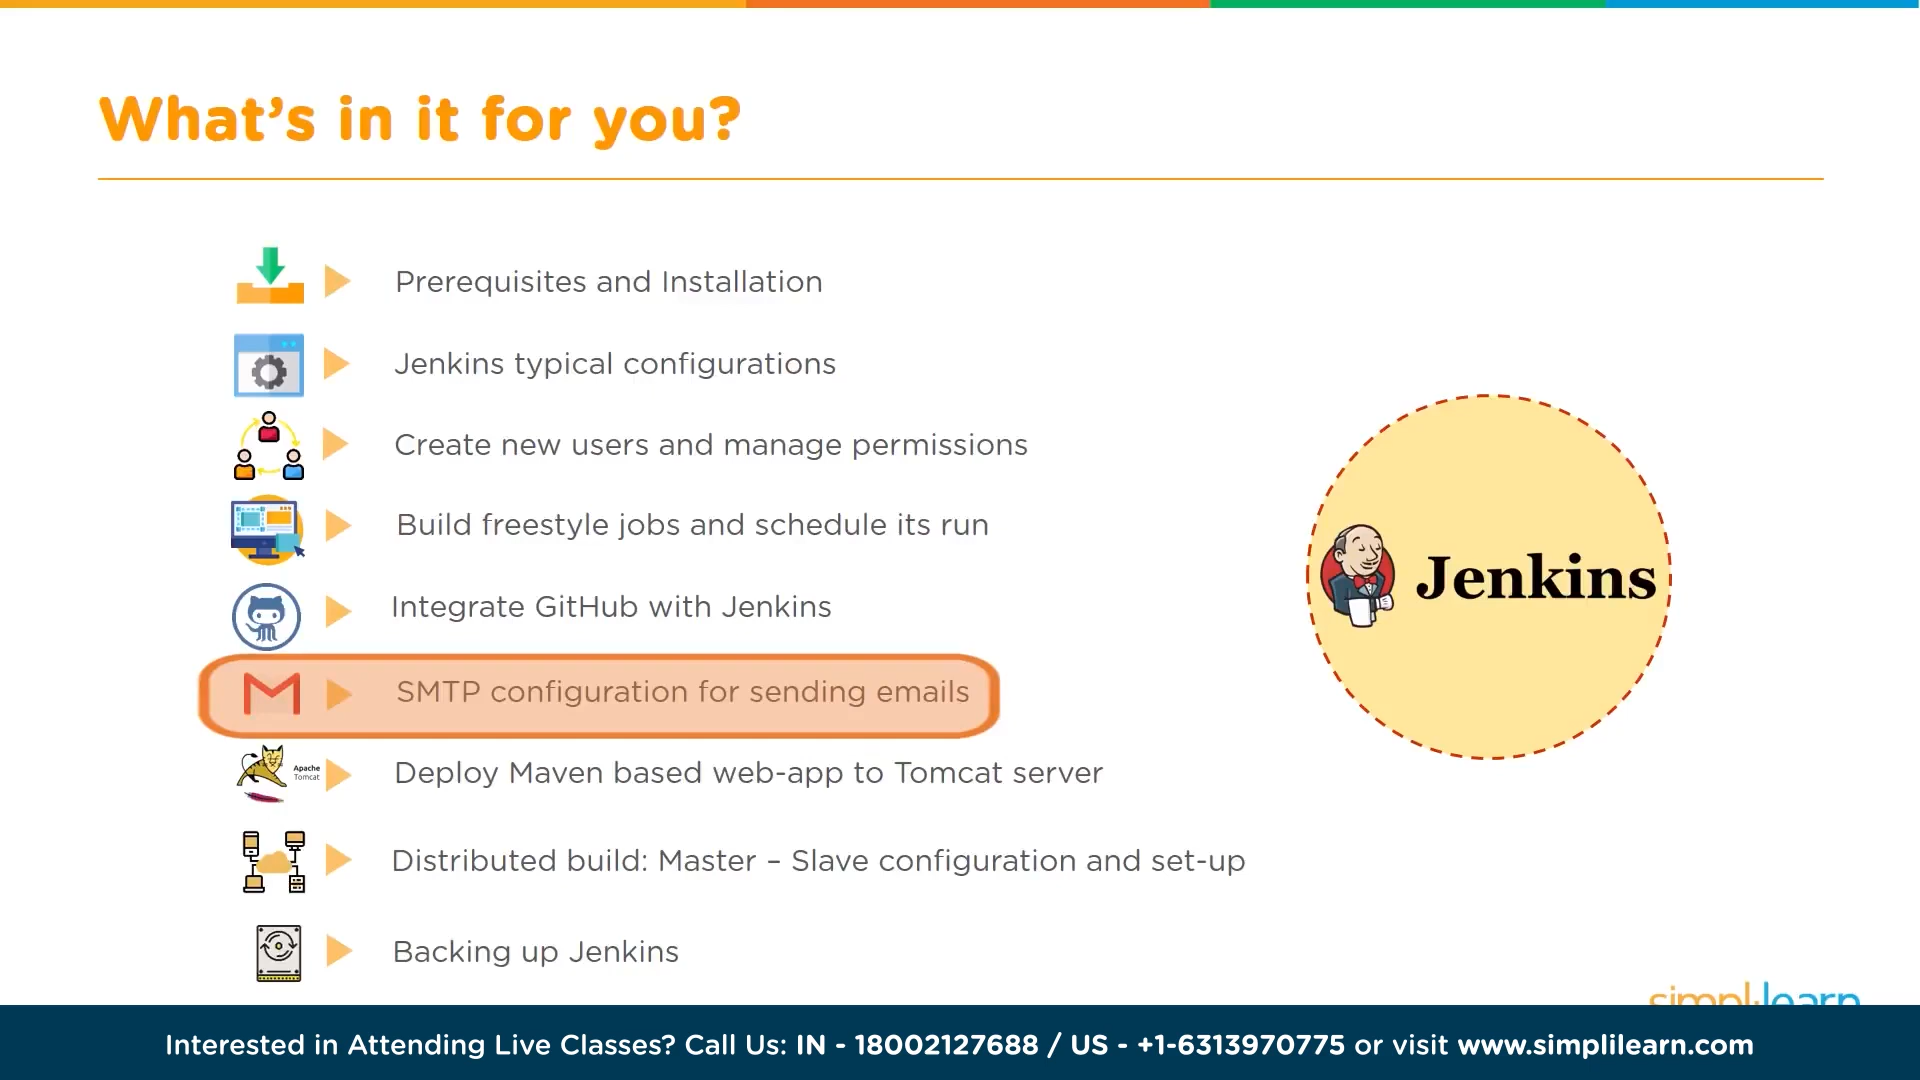 What's in it for you?
Prerequisites and Installation
Jenkins typical configurations
Create new users and manage permissions
Build freestyle jobs and schedule its run
Integrate GitHub with Jenkins
SMTP configuration for sending emails
Apache
Tomcat
Deploy Maven based web-app to Tomcat server
Distributed build: Master – Slave configuration and set-up
Backing up Jenkins
Jenkins
simplilearn
Interested in Attending Live Classes? Call Us: IN - 18002127688 / US - +1-6313970775 or visit www.simplilearn.com